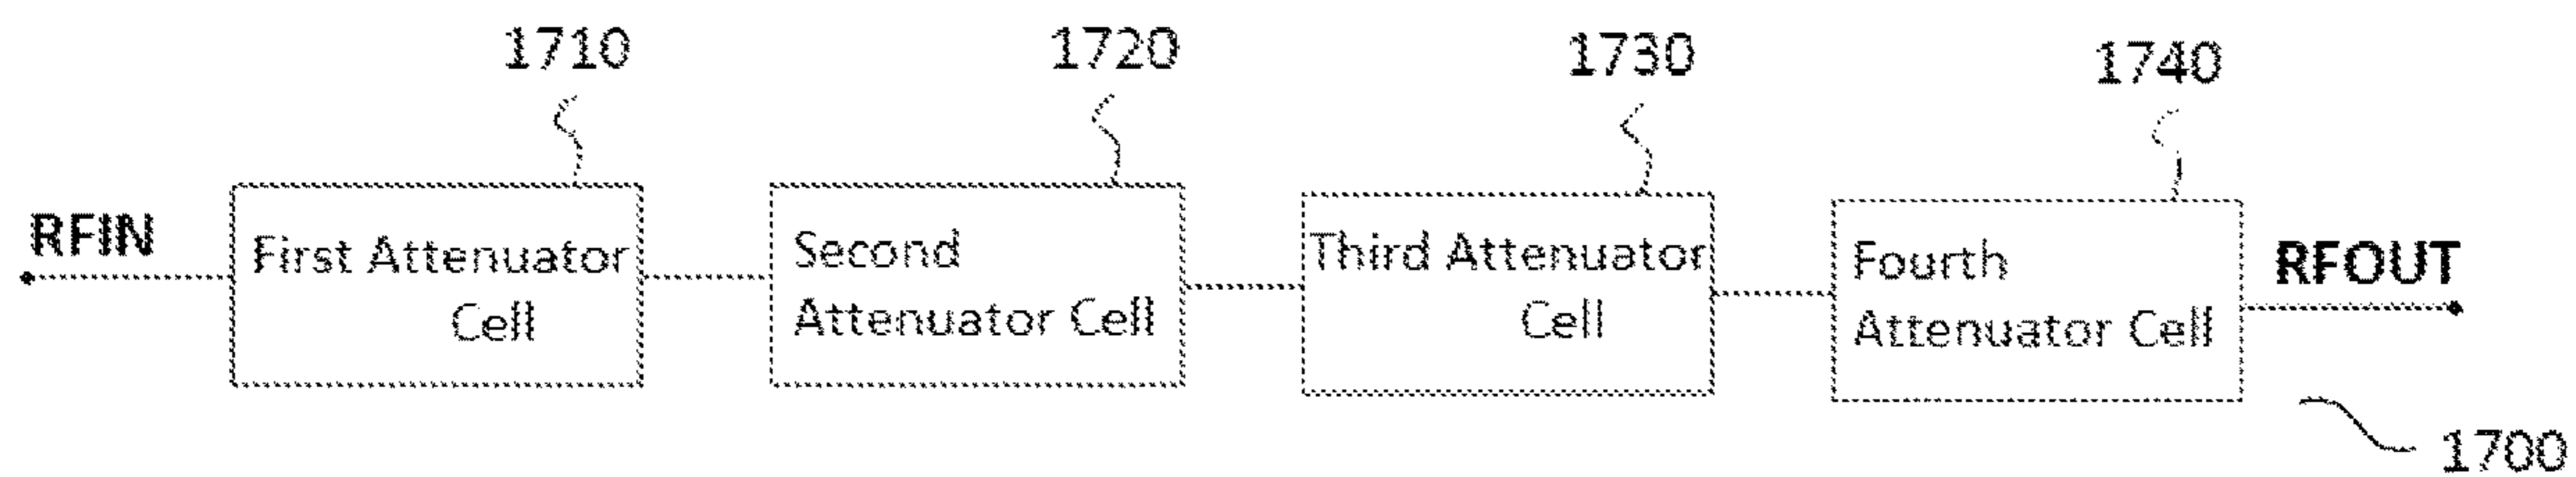 1710
1720
1730
1740
RFIN
First Attenuator
Cell
Second
Attenuator Cell
Third Attenuator
Cell
Fourth
Attenuator Cell
RFOUT
1700